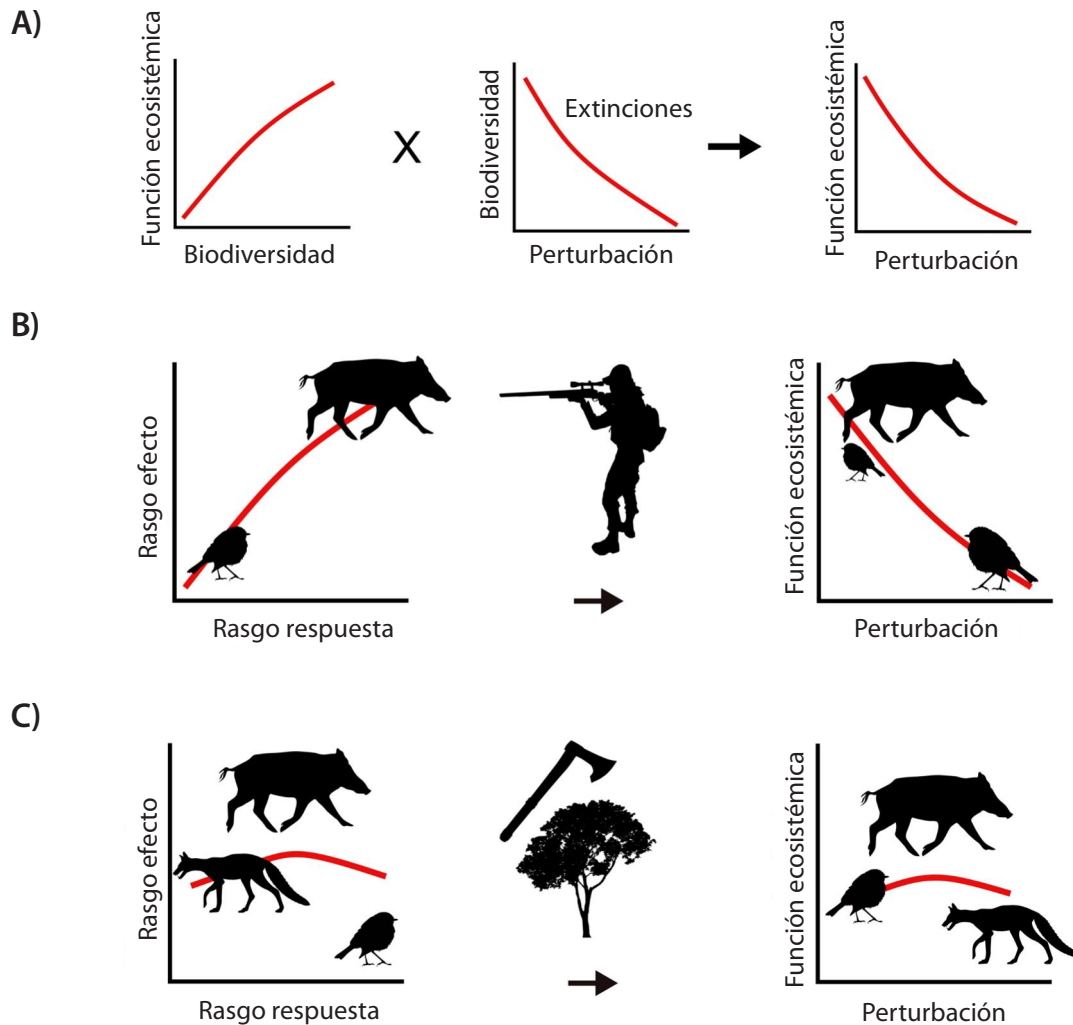 A)
Función ecosistémica
Biodiversidad
X
Biodiversidad
Extinciones
Perturbación
Función ecosistémica
Perturbación
B)
Rasgo efecto
Rasgo respuesta
Función ecosistémica
Perturbación
C)
Rasgo efecto
Rasgo respuesta
Función ecosistémica
Perturbación